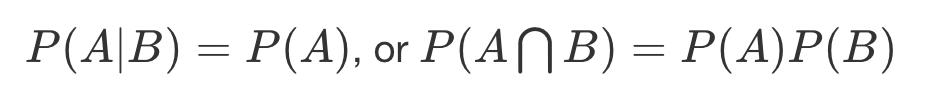 P(A|B) = P(A), or P(A⋂B) = P(A)P(B)